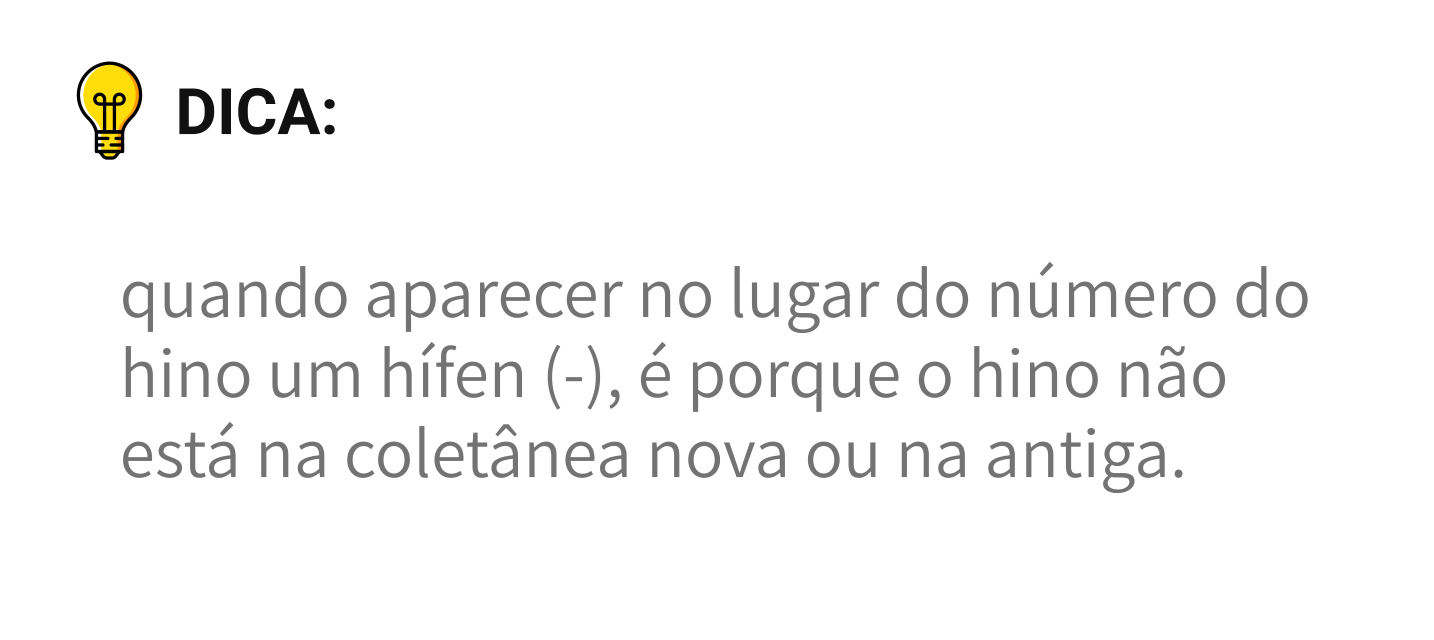 DICA:
quando aparecer no lugar do número do
hino um hífen (-), é porque o hino não
está na coletânea nova ou na antiga.